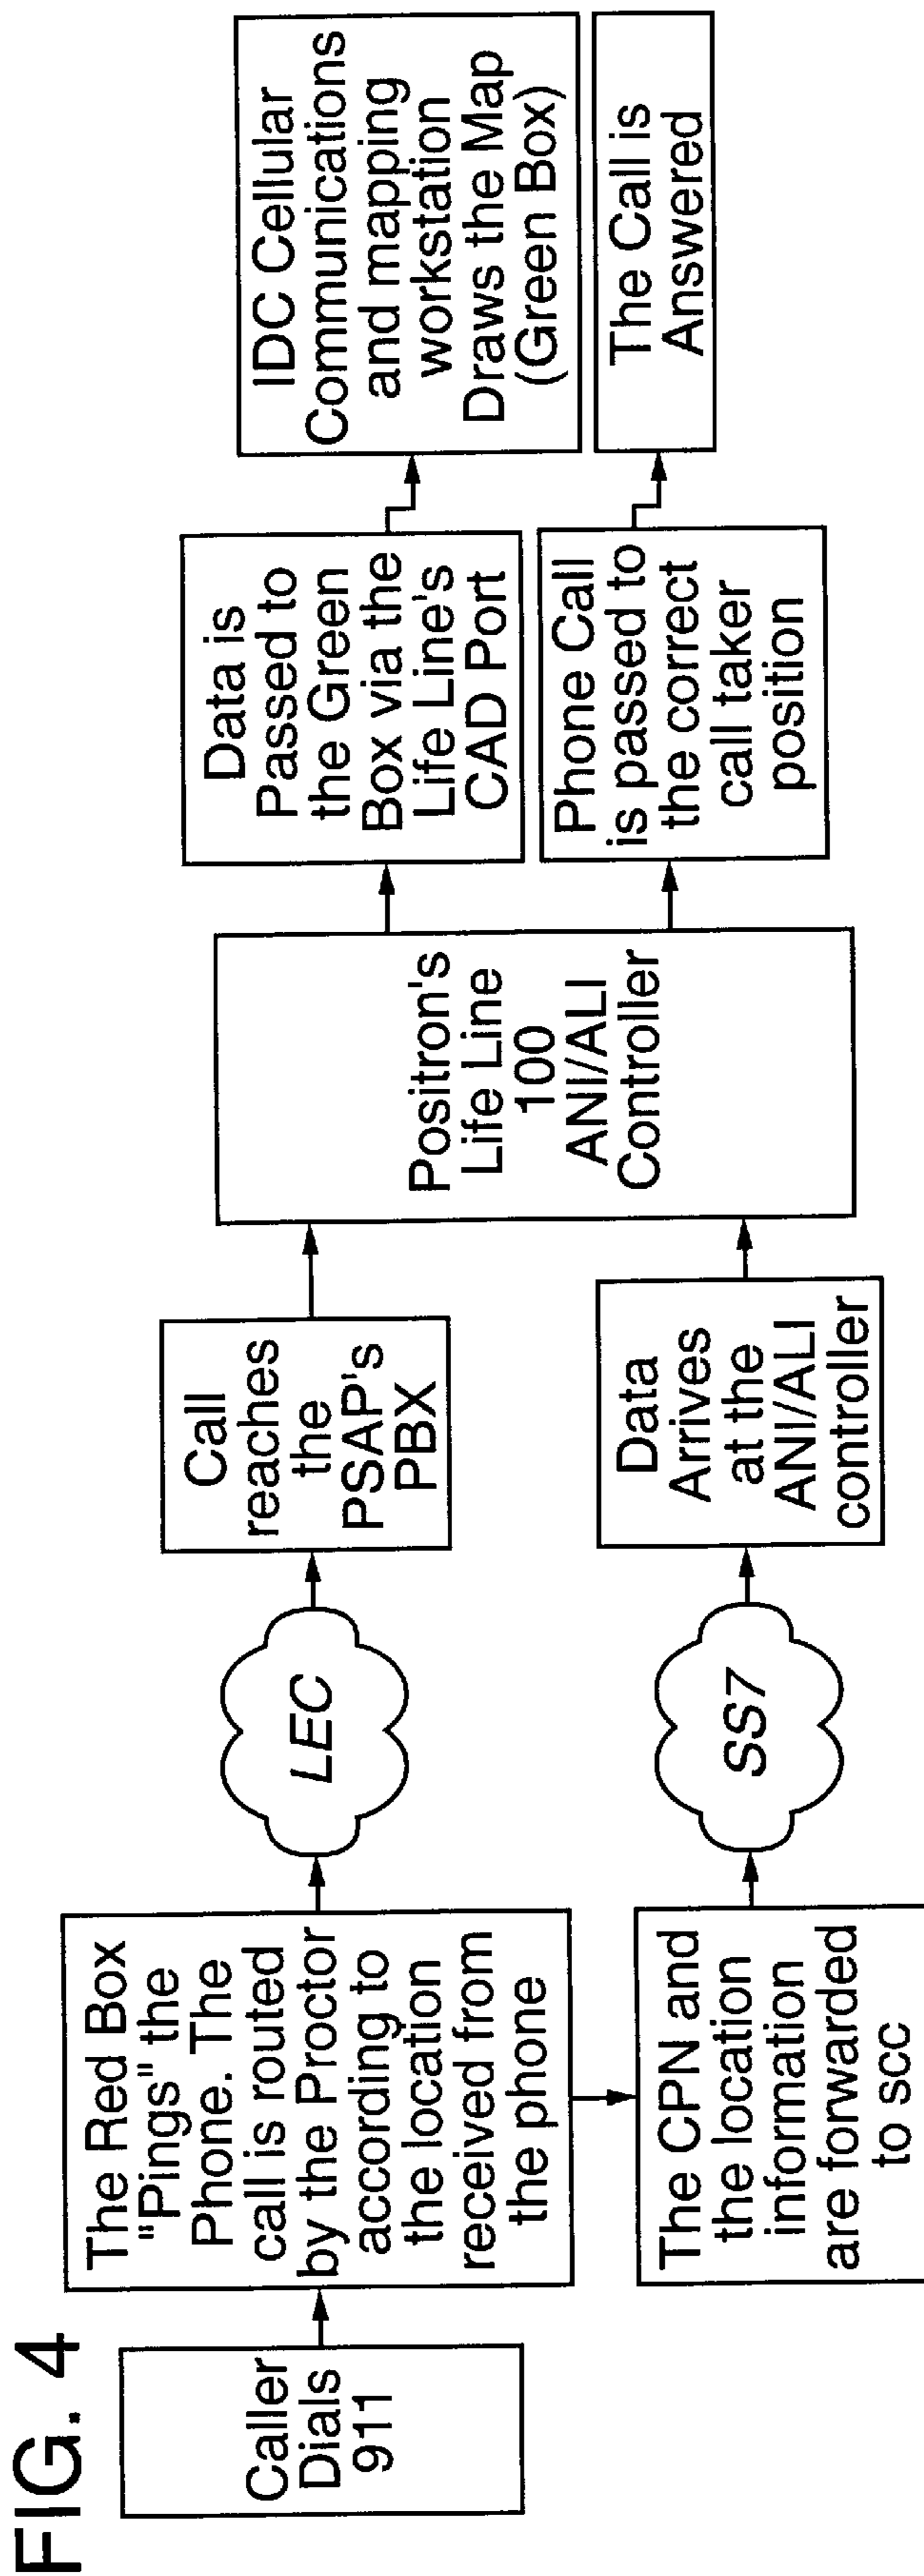 FIG. 4
Caller
Dials
911
The Red Box
"Pings" the
Phone. The
call is routed
by the Proctor
according to
the location
received from
the phone
The CPN and
the location
information
are forwarded
to scc
LEC
SS7
Call
reaches
the
PSAP's
PBX
Data
Arrives
at the
ANI/ALI
controller
Positron's
Life Line
100
ANI/ALI
Controller
Data is
Passed to
the Green
Box via the
Life Line's
CAD Port
Phone Call
is passed to
the correct
call taker
position
IDC Cellular
Communications
and mapping
workstation
Draws the Map
(Green Box)
The Call is
Answered